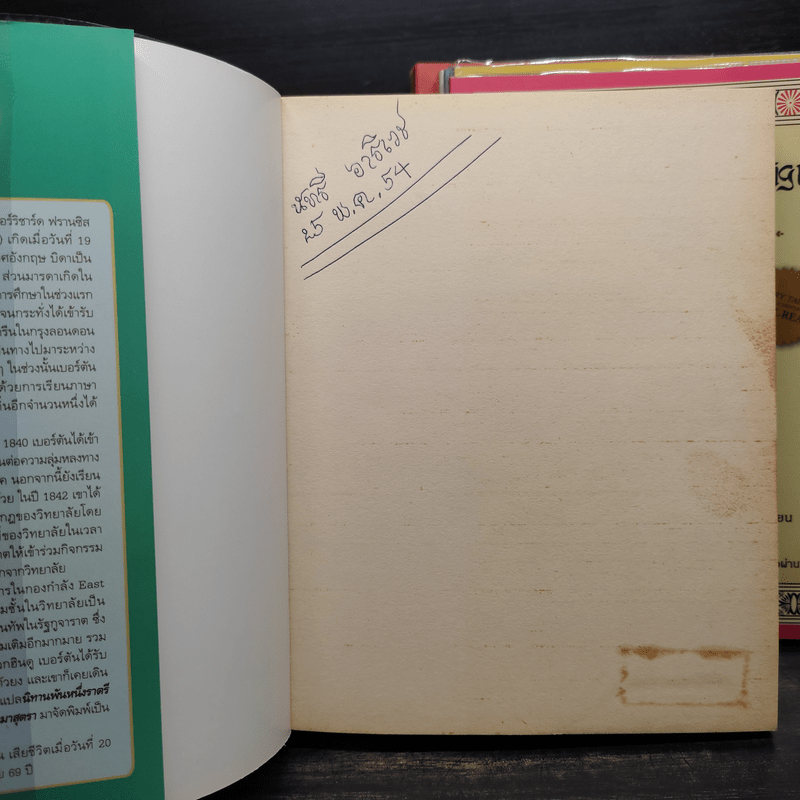 อร์ริชาร์ด ฟรานซิส
) เกิดเมื่อวันที่ 19
ศอังกฤษ บิดาเป็น
ส่วนมารดาเกิดใน
การศึกษาในช่วงแรก
จนกระทั่งได้เข้ารับ
รีนในกรุงลอนดอน
นทางไปมาระหว่าง
ๆ ในช่วงนั้นเบอร์ตัน
ด้วยการเรียนภาษา
ถิ่นอีกจำนวนหนึ่งได้
1840 เบอร์ตันได้เข้า
นต่อความลุ่มหลงทาง
ค นอกจากนี้ยังเรียน
วย ในปี 1842 เขาได้
กฎของวิทยาลัยโดย
ของวิทยาลัยในเวลา
ตให้เข้าร่วมกิจกรรม
กจากวิทยาลัย
การในกองกำลัง East
มชั้นในวิทยาลัยเป็น
นทัพในรัฐกูจาราต ซึ่ง
มเติมอีกมากมาย รวม
วกฮินดู เบอร์ตันได้รับ
ด้วยง และเขาก็เคยเดิน
แปลนิทานพันหนึ่งราตรี
มาสุตรา มาจัดพิมพ์เป็น
น เสียชีวิตเมื่อวันที่ 20
ย 69 ปี
25 พ.ค. 54
ยน
ผ่าน